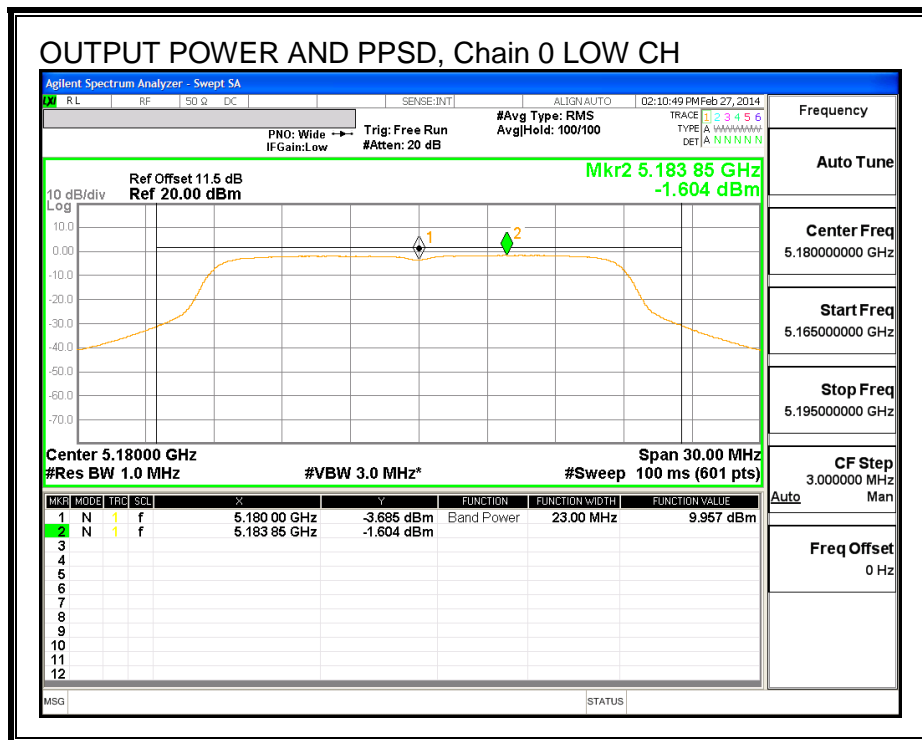 OUTPUT POWER AND PPSD, Chain 0 LOW CH
Agilent Spectrum Analyzer - Swept SA
LXI RL RF 50 Ω DC SENSE:INT ALIGNAUTO 02:10:49 PMFeb 27, 2014
PNO: Wide Trig: Free Run #Avg Type: RMS TRACE 1 2 3 4 5 6
IFGain:Low #Atten: 20 dB Avg|Hold: 100/100 TYPE A WWWWW
DET A N N N N N
Mkr2 5.183 85 GHz
-1.604 dBm
Ref Offset 11.5 dB
10 dB/div Ref 20.00 dBm
Log
10.0
0.00
-10.0
-20.0
-30.0
-40.0
-50.0
-60.0
-70.0
1
2
Center 5.18000 GHz Span 30.00 MHz
#Res BW 1.0 MHz #VBW 3.0 MHz* #Sweep 100 ms (601 pts)
MKR MODE TRC SCL X Y FUNCTION FUNCTION WIDTH FUNCTION VALUE
1 N 1 f 5.180 00 GHz -3.685 dBm Band Power 23.00 MHz 9.957 dBm
2 N 1 f 5.183 85 GHz -1.604 dBm
3
4
5
6
7
8
9
10
11
12
MSG STATUS
Frequency
Auto Tune
Center Freq
5.180000000 GHz
Start Freq
5.165000000 GHz
Stop Freq
5.195000000 GHz
CF Step
3.000000 MHz
Auto Man
Freq Offset
0 Hz